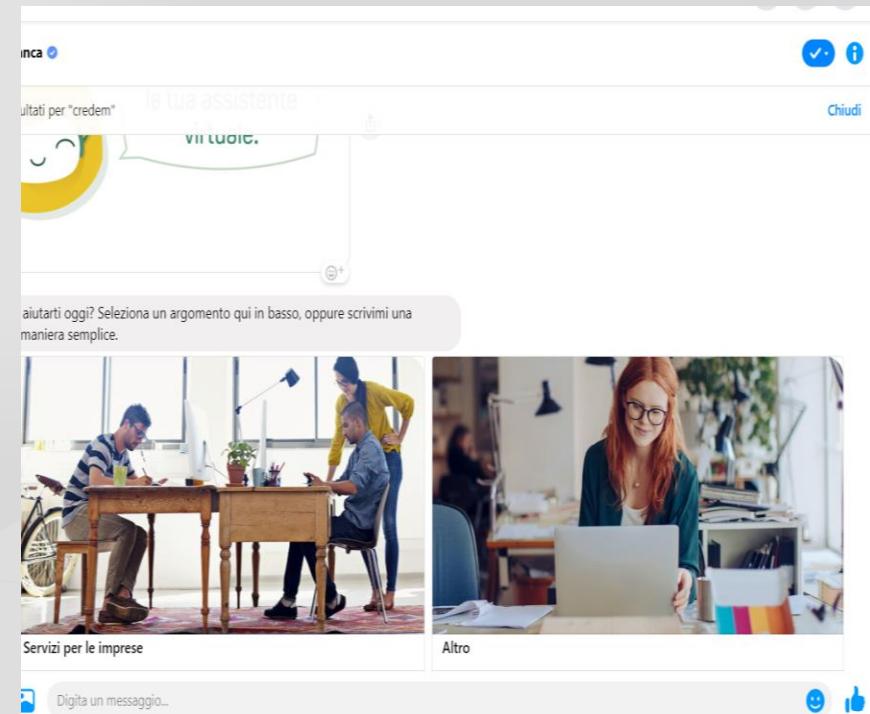 nca
ultati per "credem"
Chiudi
la tua assistente
virtuale.
aiutarti oggi? Seleziona un argomento qui in basso, oppure scrivimi una
maniera semplice.
Servizi per le imprese
Altro
Digita un messaggio...